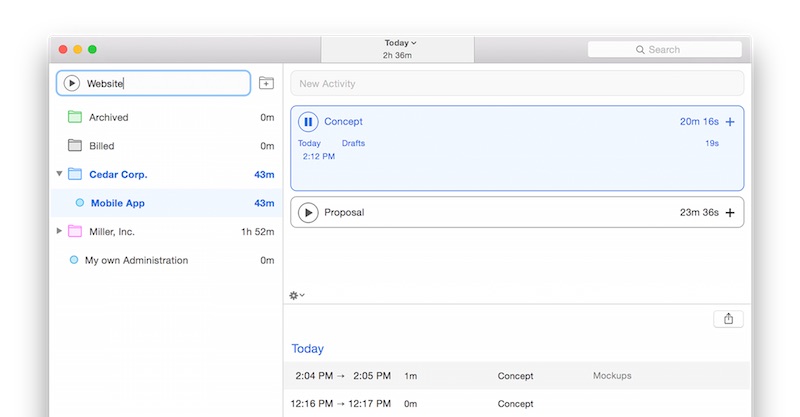 Today
2h 36m
Search
Website
Archived 0m
Billed 0m
Cedar Corp. 43m
Mobile App 43m
Miller, Inc. 1h 52m
My own Administration 0m
New Activity
Concept 20m 16s +
Today Drafts 19s
2:12 PM
Proposal 23m 36s +
Today
2:04 PM → 2:05 PM 1m Concept Mockups
12:16 PM → 12:17 PM 0m Concept